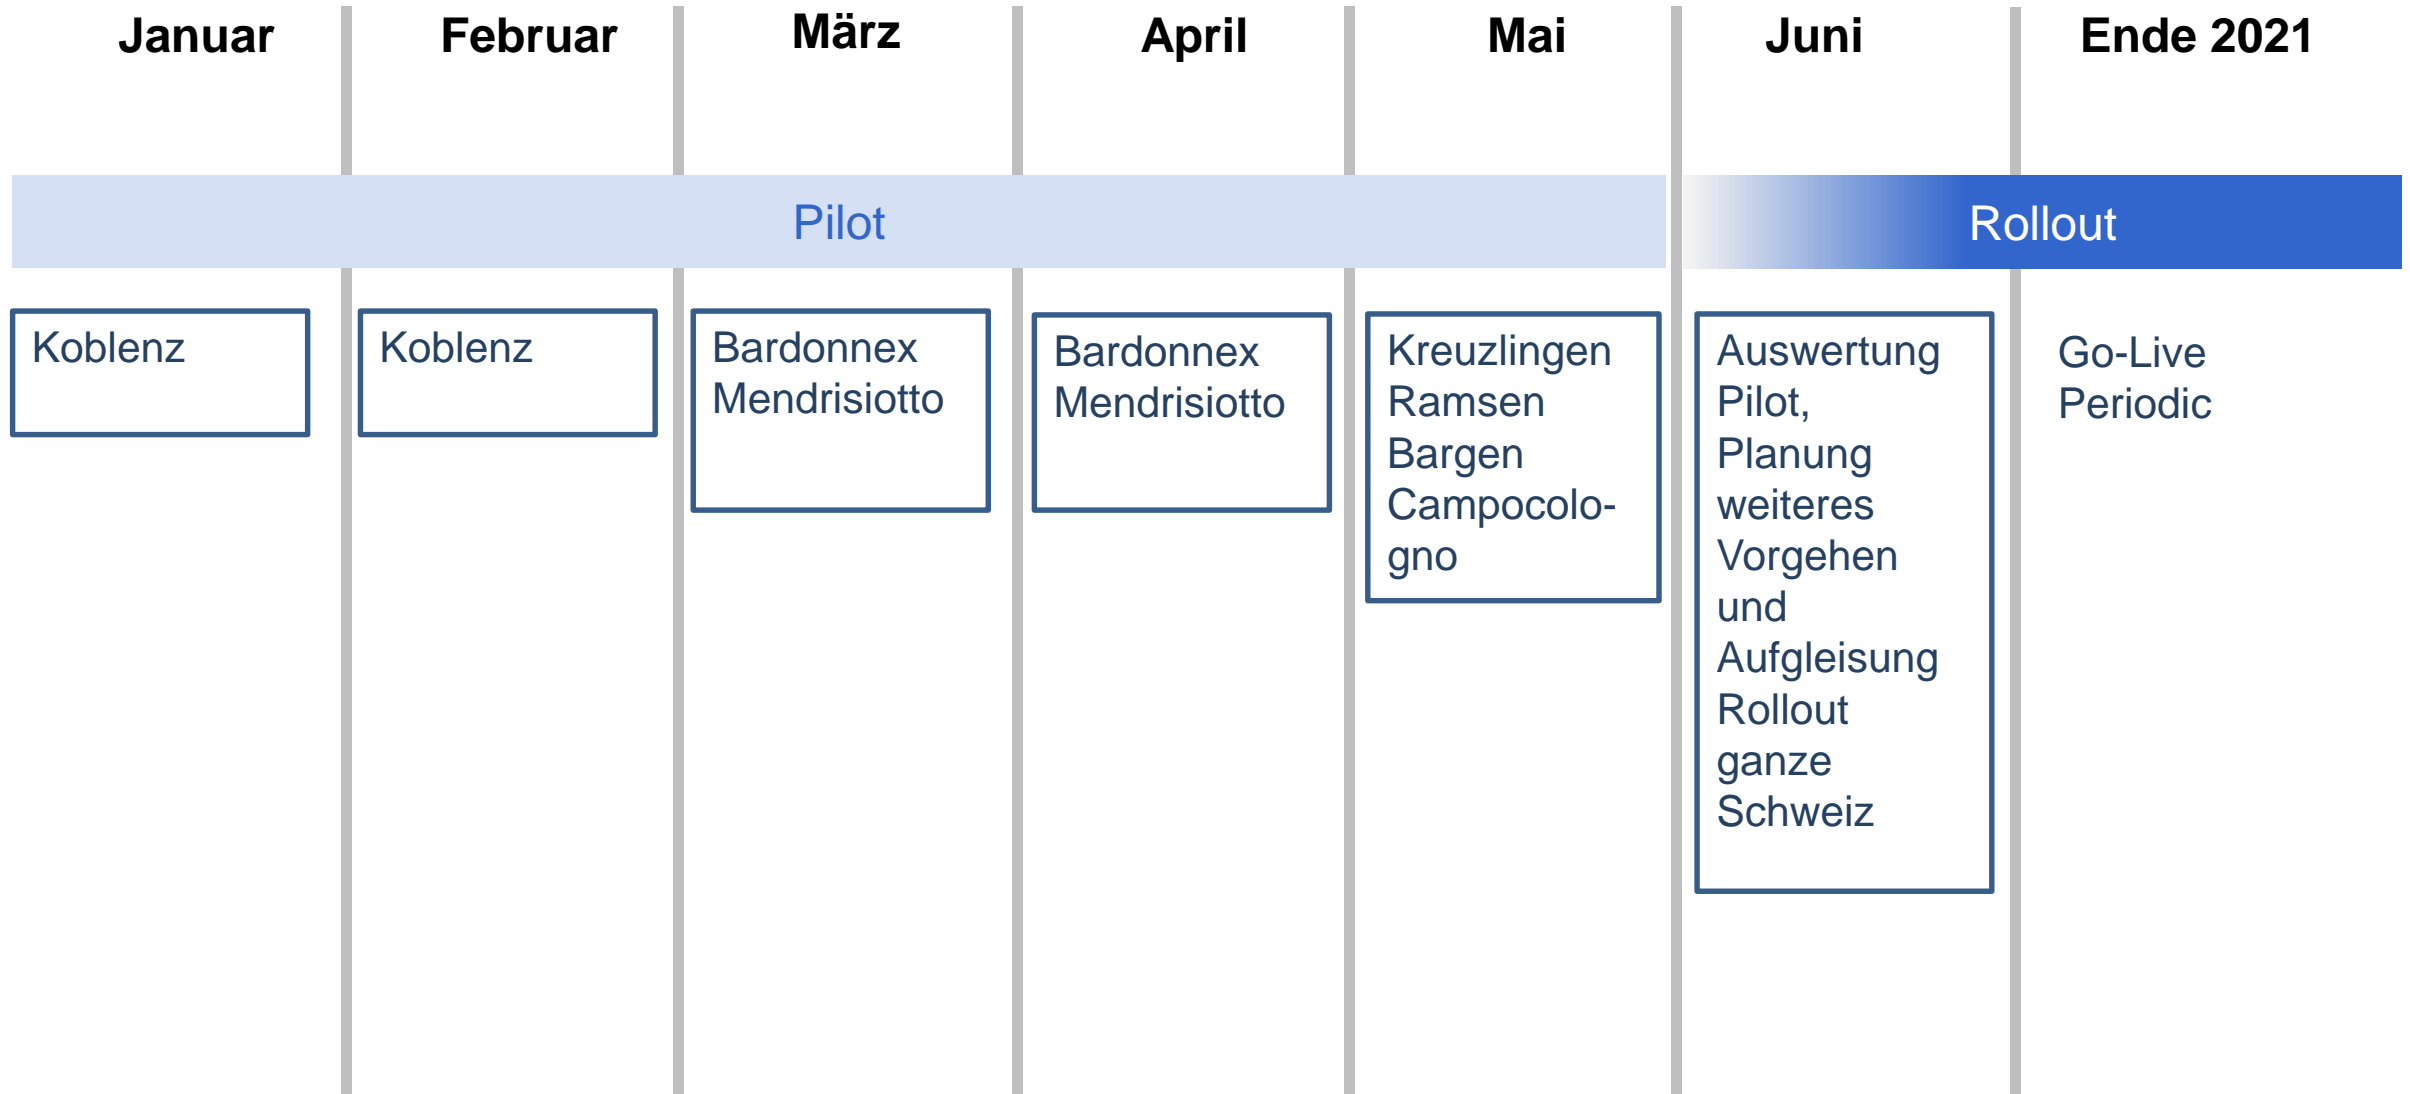 Januar
Februar
März
April
Mai
Juni
Ende 2021
Pilot
Rollout
Koblenz
Koblenz
Bardonnex
Mendrisiotto
Bardonnex
Mendrisiotto
Kreuzlingen
Ramsen
Bargen
Campocolo-
gno
Auswertung
Pilot,
Planung
weiteres
Vorgehen
und
Aufgleisung
Rollout
ganze
Schweiz
Go-Live
Periodic